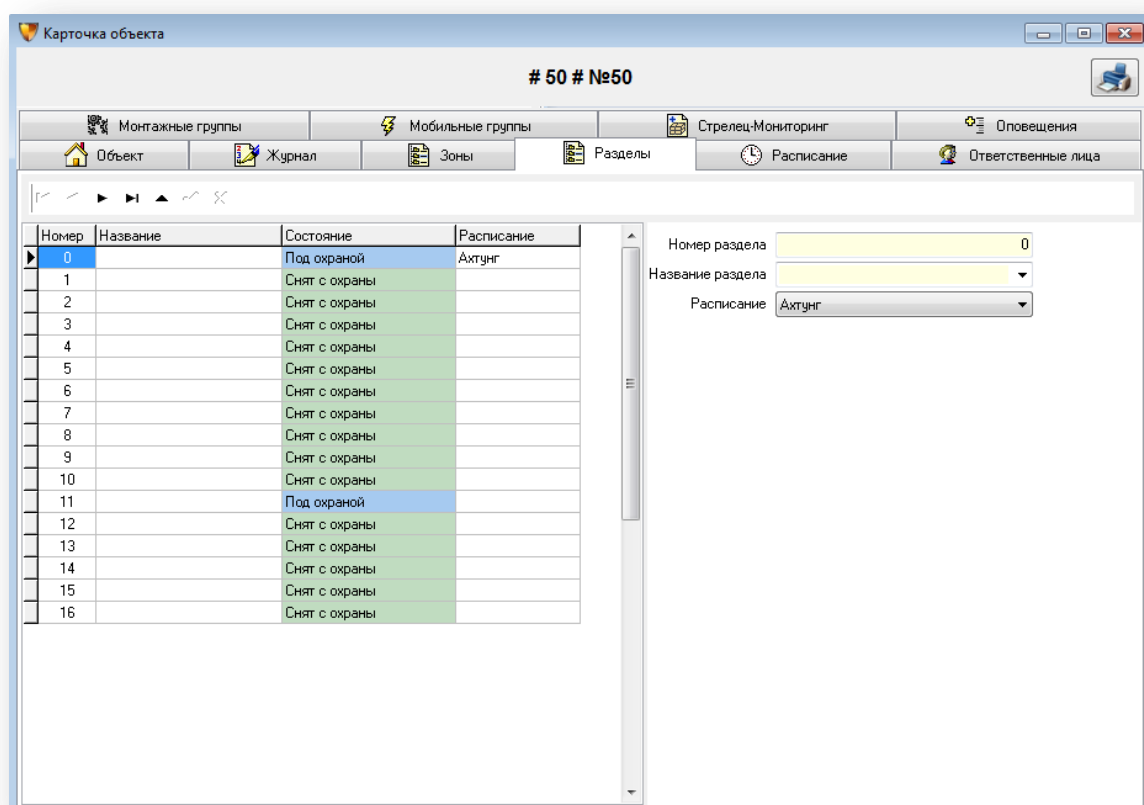 Карточка объекта
# 50 # №50
Монтажные группы Мобильные группы Стрелец-Мониторинг Оповещения
Объект Журнал Зоны Разделы Расписание Ответственные лица
Номер Название Состояние Расписание
0 Под охраной Ахтунг
1 Снят с охраны
2 Снят с охраны
3 Снят с охраны
4 Снят с охраны
5 Снят с охраны
6 Снят с охраны
7 Снят с охраны
8 Снят с охраны
9 Снят с охраны
10 Снят с охраны
11 Под охраной
12 Снят с охраны
13 Снят с охраны
14 Снят с охраны
15 Снят с охраны
16 Снят с охраны
Номер раздела 0
Название раздела
Расписание Ахтунг